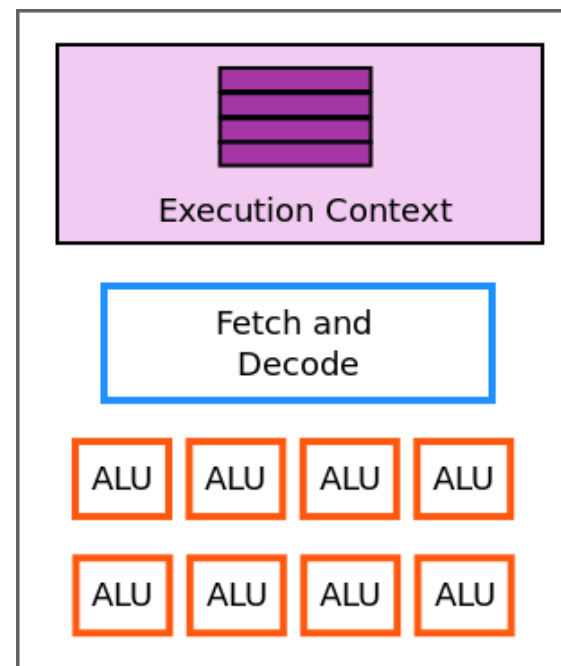 Execution Context
Fetch and
Decode
ALU ALU ALU ALU
ALU ALU ALU ALU